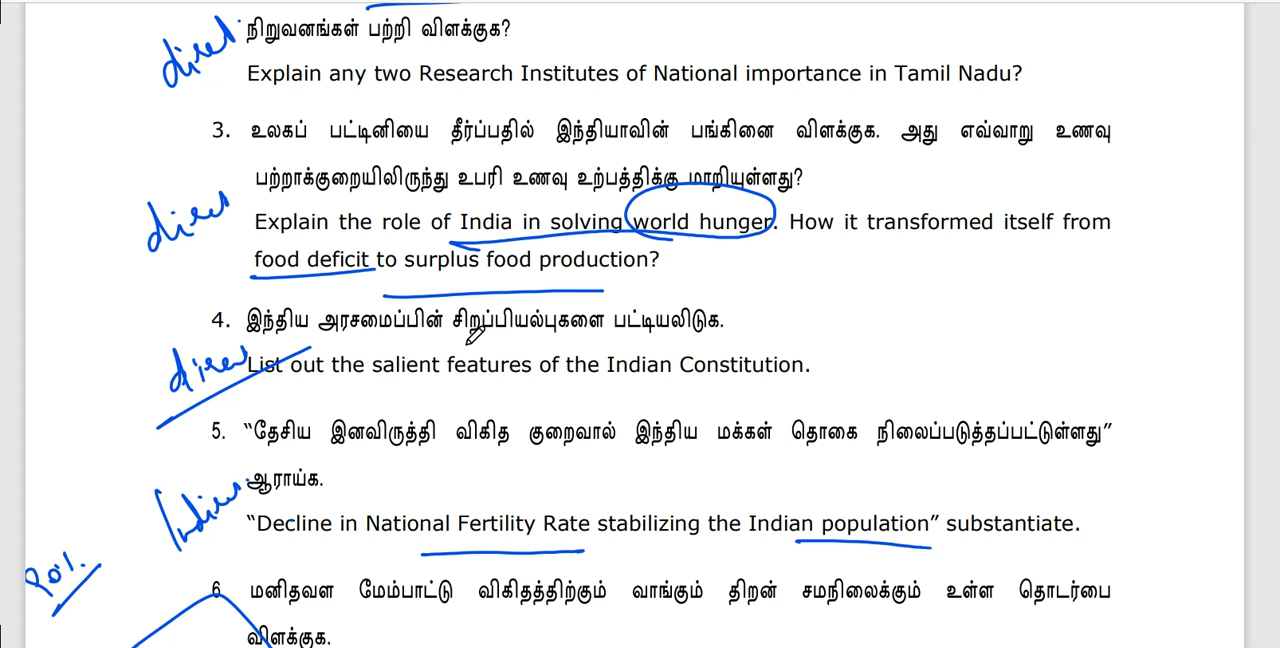 direct நிறுவனங்கள் பற்றி விளக்குக?
Explain any two Research Institutes of National importance in Tamil Nadu?
3. உலகப் பட்டினியை தீர்ப்பதில் இந்தியாவின் பங்கினை விளக்குக. அது எவ்வாறு உணவு
பற்றாக்குறையிலிருந்து உபரி உணவு உற்பத்திக்கு மாறியுள்ளது?
direct Explain the role of India in solving world hunger. How it transformed itself from
food deficit to surplus food production?
4. இந்திய அரசமைப்பின் சிறப்பியல்புகளை பட்டியலிடுக.
direct List out the salient features of the Indian Constitution.
5. “தேசிய இனவிருத்தி விகித குறைவால் இந்திய மக்கள் தொகை நிலைப்படுத்தப்பட்டுள்ளது”
ஆராய்க.
Indirect “Decline in National Fertility Rate stabilizing the Indian population” substantiate.
90%
6 மனிதவள மேம்பாட்டு விகிதத்திற்கும் வாங்கும் திறன் சமநிலைக்கும் உள்ள தொடர்பை
விளக்குக.